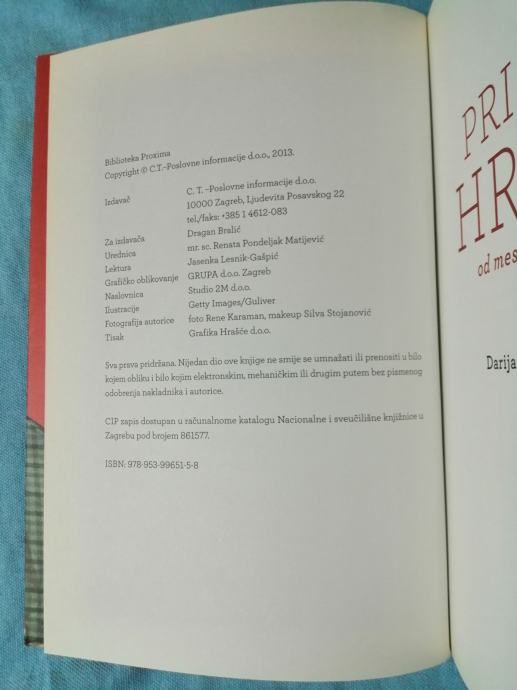 Biblioteka Proxima
Copyright © C.T.-Poslovne informacije d.o.o., 2013.
Izdavač C. T. –Poslovne informacije d.o.o.
10000 Zagreb, Ljudevita Posavskog 22
tel./faks: +385 1 4612-083
Za izdavača Dragan Bralić
Urednica mr. sc. Renata Pondeljak Matijević
Lektura Jasenka Lesnik-Gašpić
Grafičko oblikovanje GRUPA d.o.o. Zagreb
Naslovnica Studio 2M d.o.o.
Ilustracije Getty Images/Guliver
Fotografija autorice foto Rene Karaman, makeup Silva Stojanović
Tisak Grafika Hrašće d.o.o.
Sva prava pridržana. Nijedan dio ove knjige ne smije se umnažati ili prenositi u bilo
kojem obliku i bilo kojim elektronskim, mehaničkim ili drugim putem bez pismenog
odobrenja nakladnika i autorice.
CIP zapis dostupan u računalnome katalogu Nacionalne i sveučilišne knjižnice u
Zagrebu pod brojem 861577.
ISBN: 978-953-99651-5-8
PRI
HR
od mes
Darija